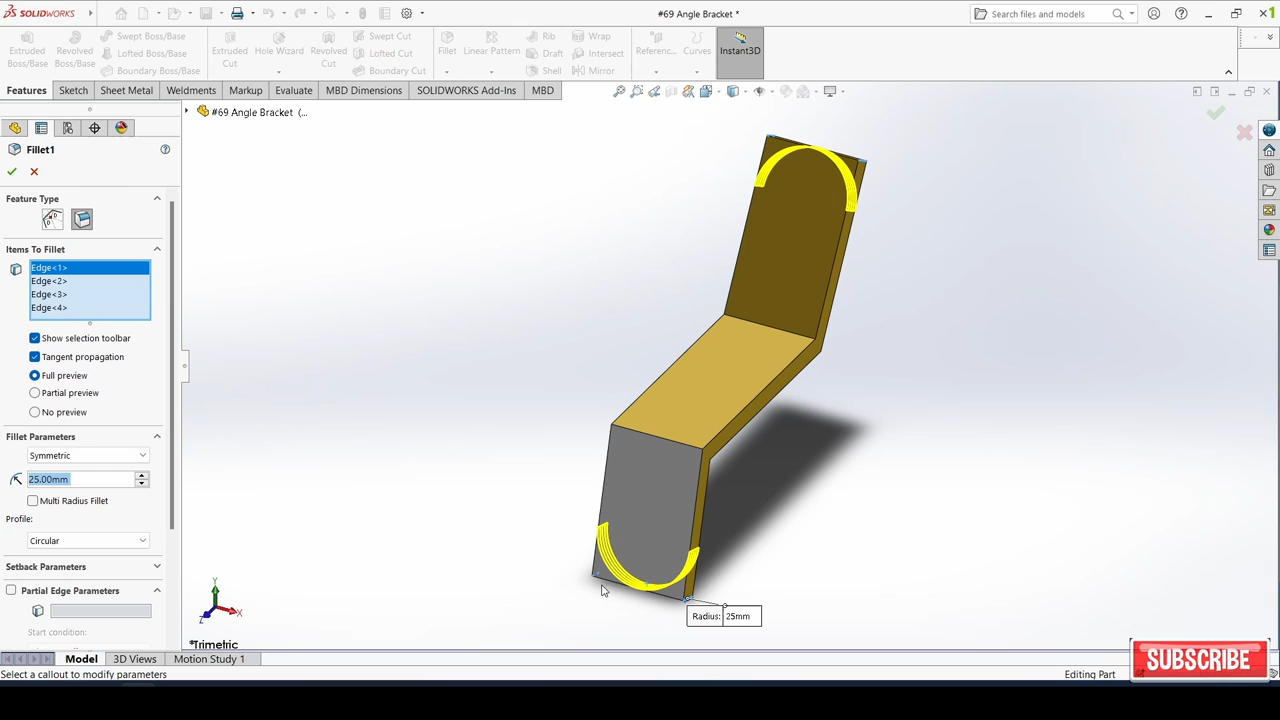 SOLIDWORKS
#69 Angle Bracket *
Search files and models
Extruded Boss/Base
Revolved Boss/Base
Swept Boss/Base
Lofted Boss/Base
Boundary Boss/Base
Extruded Cut
Hole Wizard
Revolved Cut
Swept Cut
Lofted Cut
Boundary Cut
Fillet
Linear Pattern
Rib
Draft
Shell
Wrap
Intersect
Mirror
Referenc...
Curves
Instant3D
Features
Sketch
Sheet Metal
Weldments
Markup
Evaluate
MBD Dimensions
SOLIDWORKS Add-Ins
MBD
#69 Angle Bracket (...
Fillet1
Feature Type
Items To Fillet
Edge<1>
Edge<2>
Edge<3>
Edge<4>
Show selection toolbar
Tangent propagation
Full preview
Partial preview
No preview
Fillet Parameters
Symmetric
25.00mm
Multi Radius Fillet
Profile:
Circular
Setback Parameters
Partial Edge Parameters
Start condition:
Y
X
Z
*Trimetric
Radius: 25mm
Model
3D Views
Motion Study 1
Select a callout to modify parameters
Editing Part
SUBSCRIBE